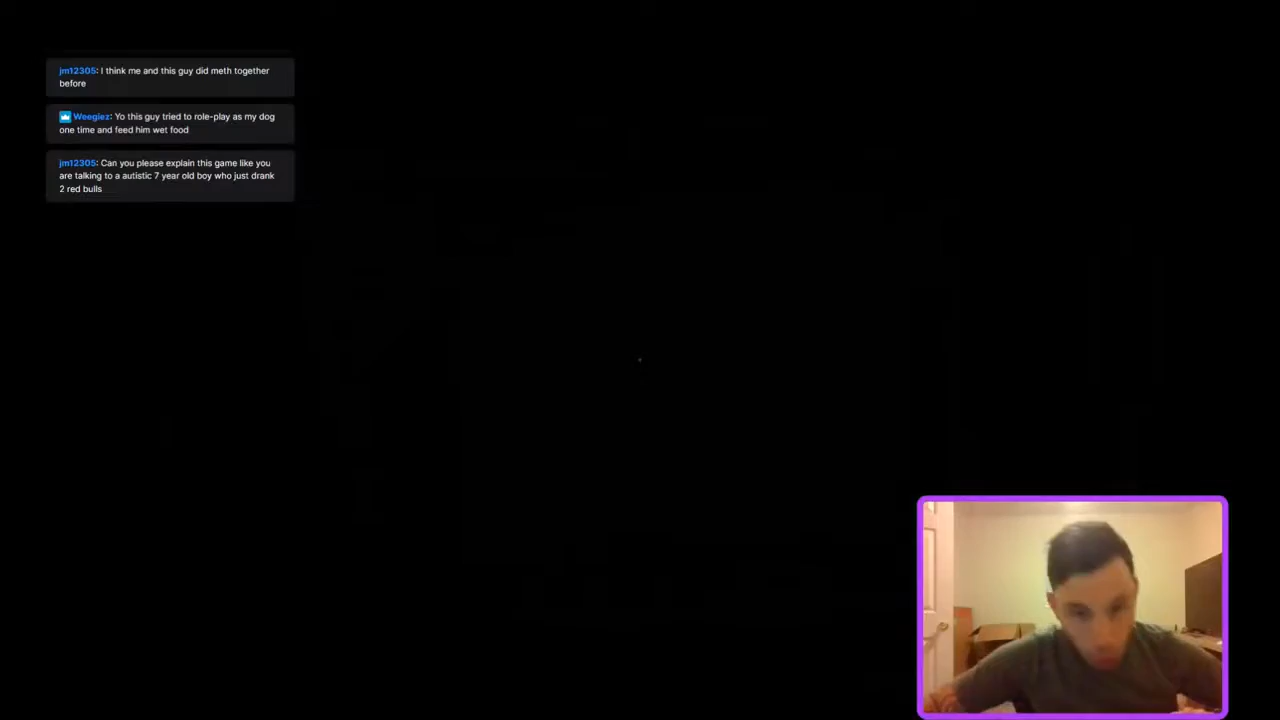 jm12305: I think me and this guy did meth together
before
Weeglez: Yo this guy tried to role-play as my dog
one time and feed him wet food
jm12305: Can you please explain this game like you
are talking to a autistic 7 year old boy who just drank
2 red bulls